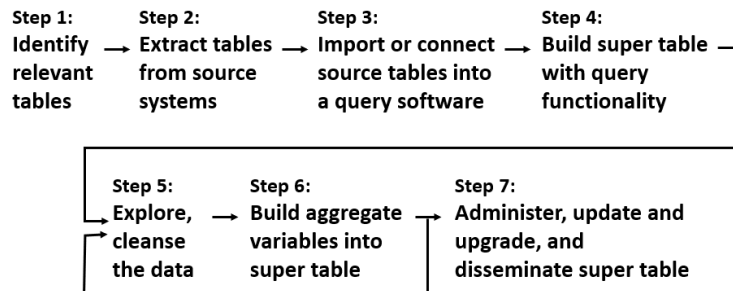 Step 1:
Identify
relevant
tables
Step 2:
Extract tables
from source
systems
Step 3:
Import or connect
source tables into
a query software
Step 4:
Build super table
with query
functionality
Step 5:
Explore,
cleanse
the data
Step 6:
Build aggregate
variables into
super table
Step 7:
Administer, update and
upgrade, and
disseminate super table